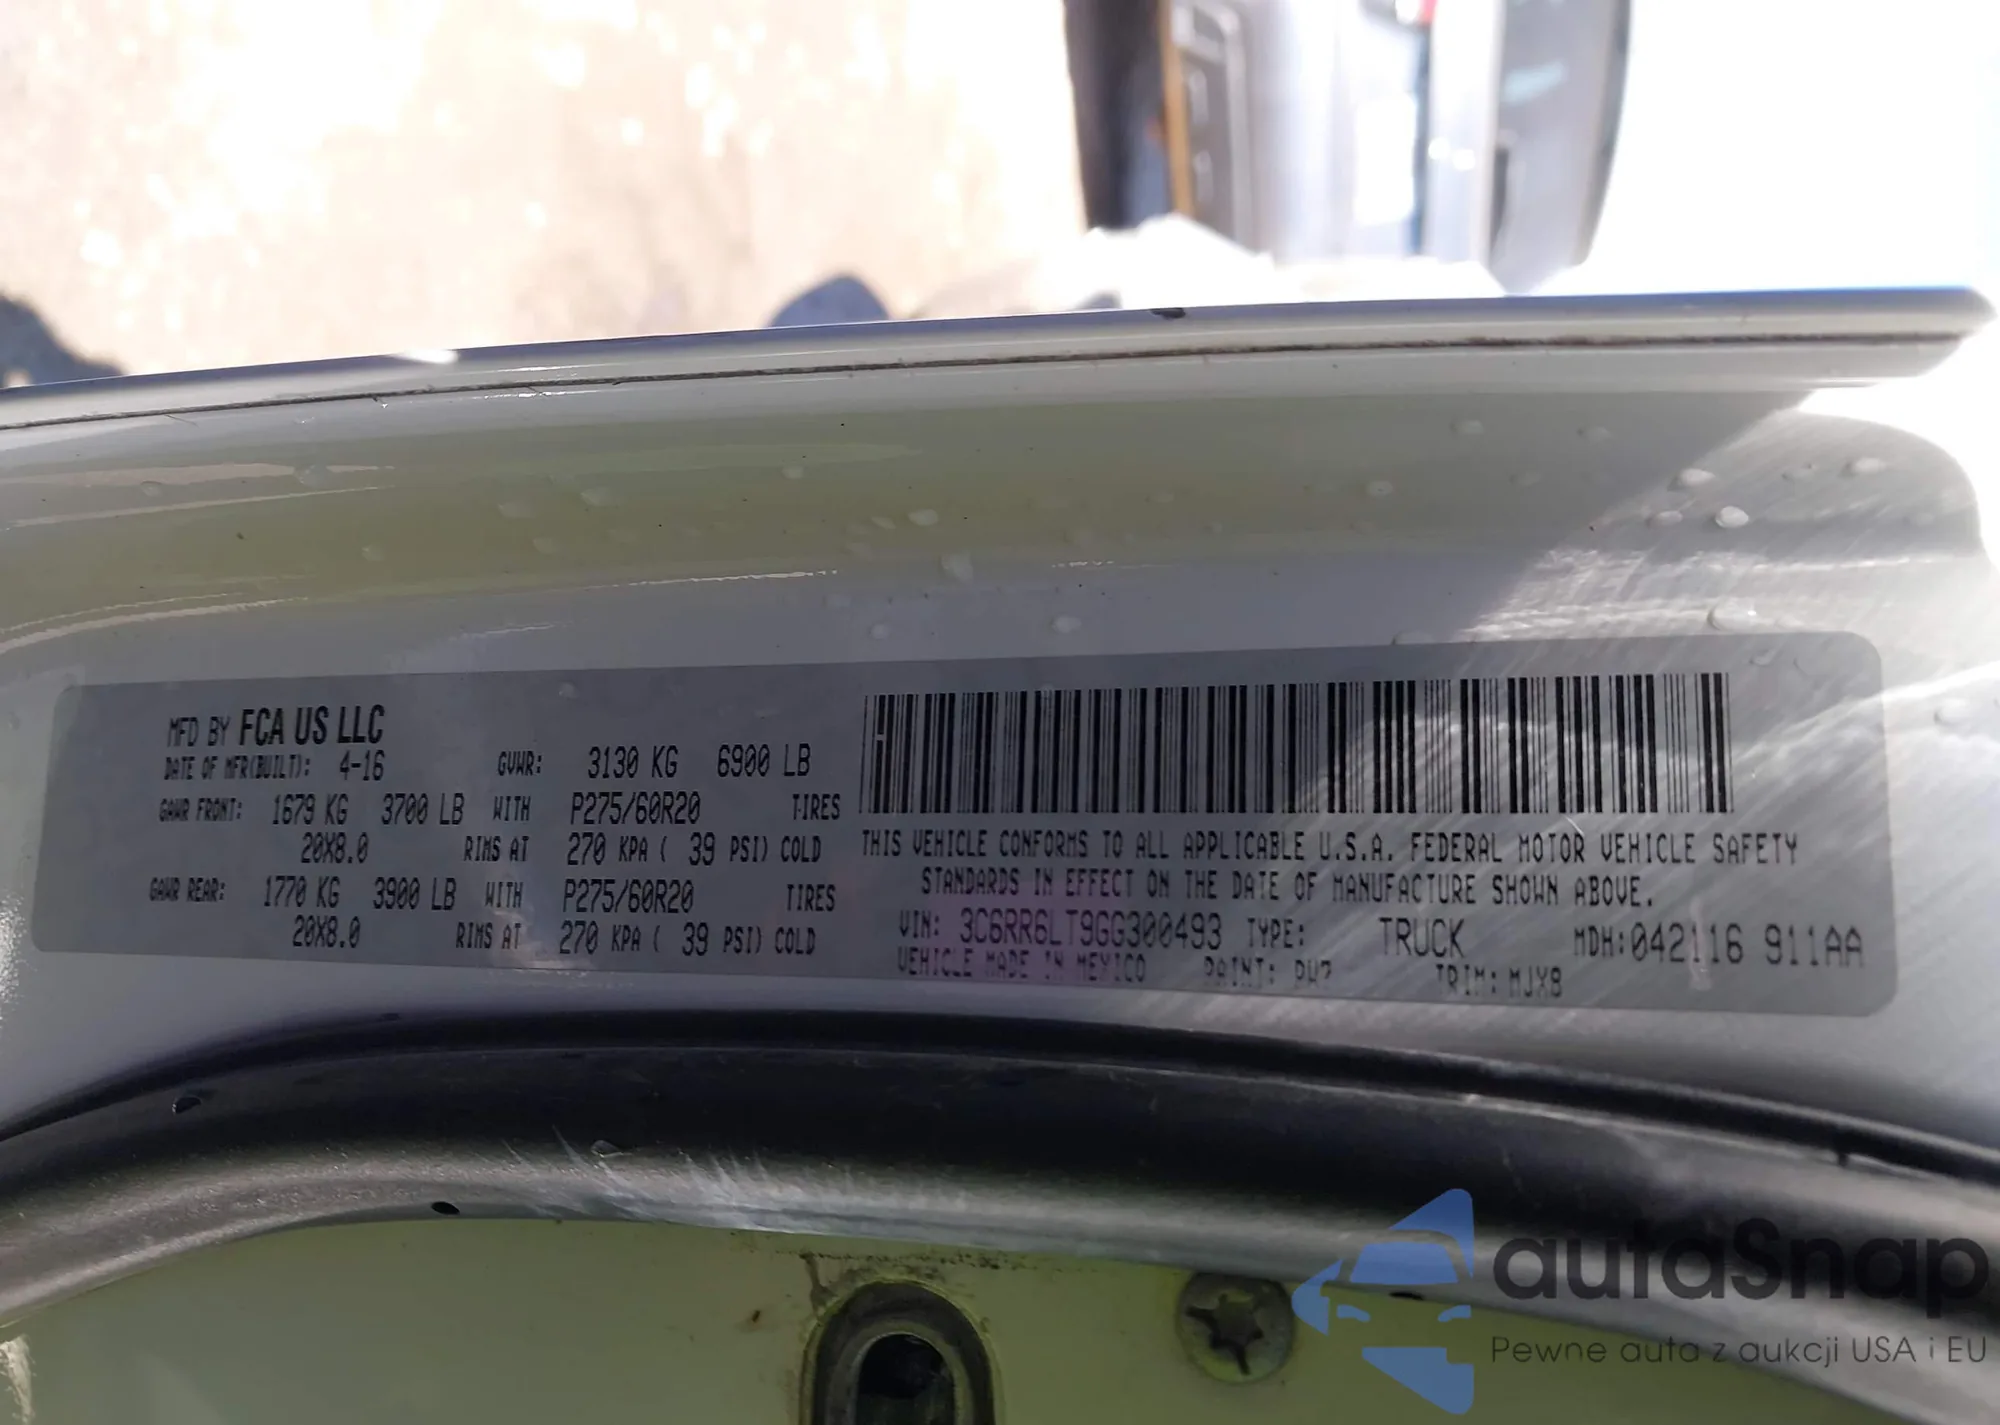 MFD BY FCA US LLC
DATE OF MFR(BUILT): 4-16 GVWR: 3130 KG 6900 LB
GAWR FRONT: 1679 KG 3700 LB WITH P275/60R20 TIRES
20X8.0 RIMS AT 270 KPA ( 39 PSI) COLD
GAWR REAR: 1770 KG 3900 LB WITH P275/60R20 TIRES
20X8.0 RIMS AT 270 KPA ( 39 PSI) COLD
THIS VEHICLE CONFORMS TO ALL APPLICABLE U.S.A. FEDERAL MOTOR VEHICLE SAFETY
STANDARDS IN EFFECT ON THE DATE OF MANUFACTURE SHOWN ABOVE.
VIN: 3C6RR6LT9GG300493 TYPE: TRUCK MDH:042116 911AA
VEHICLE MADE IN MEXICO PAINT: PW7 TRIM: MJX8
autaSnap
Pewne auta z aukcji USA i EU